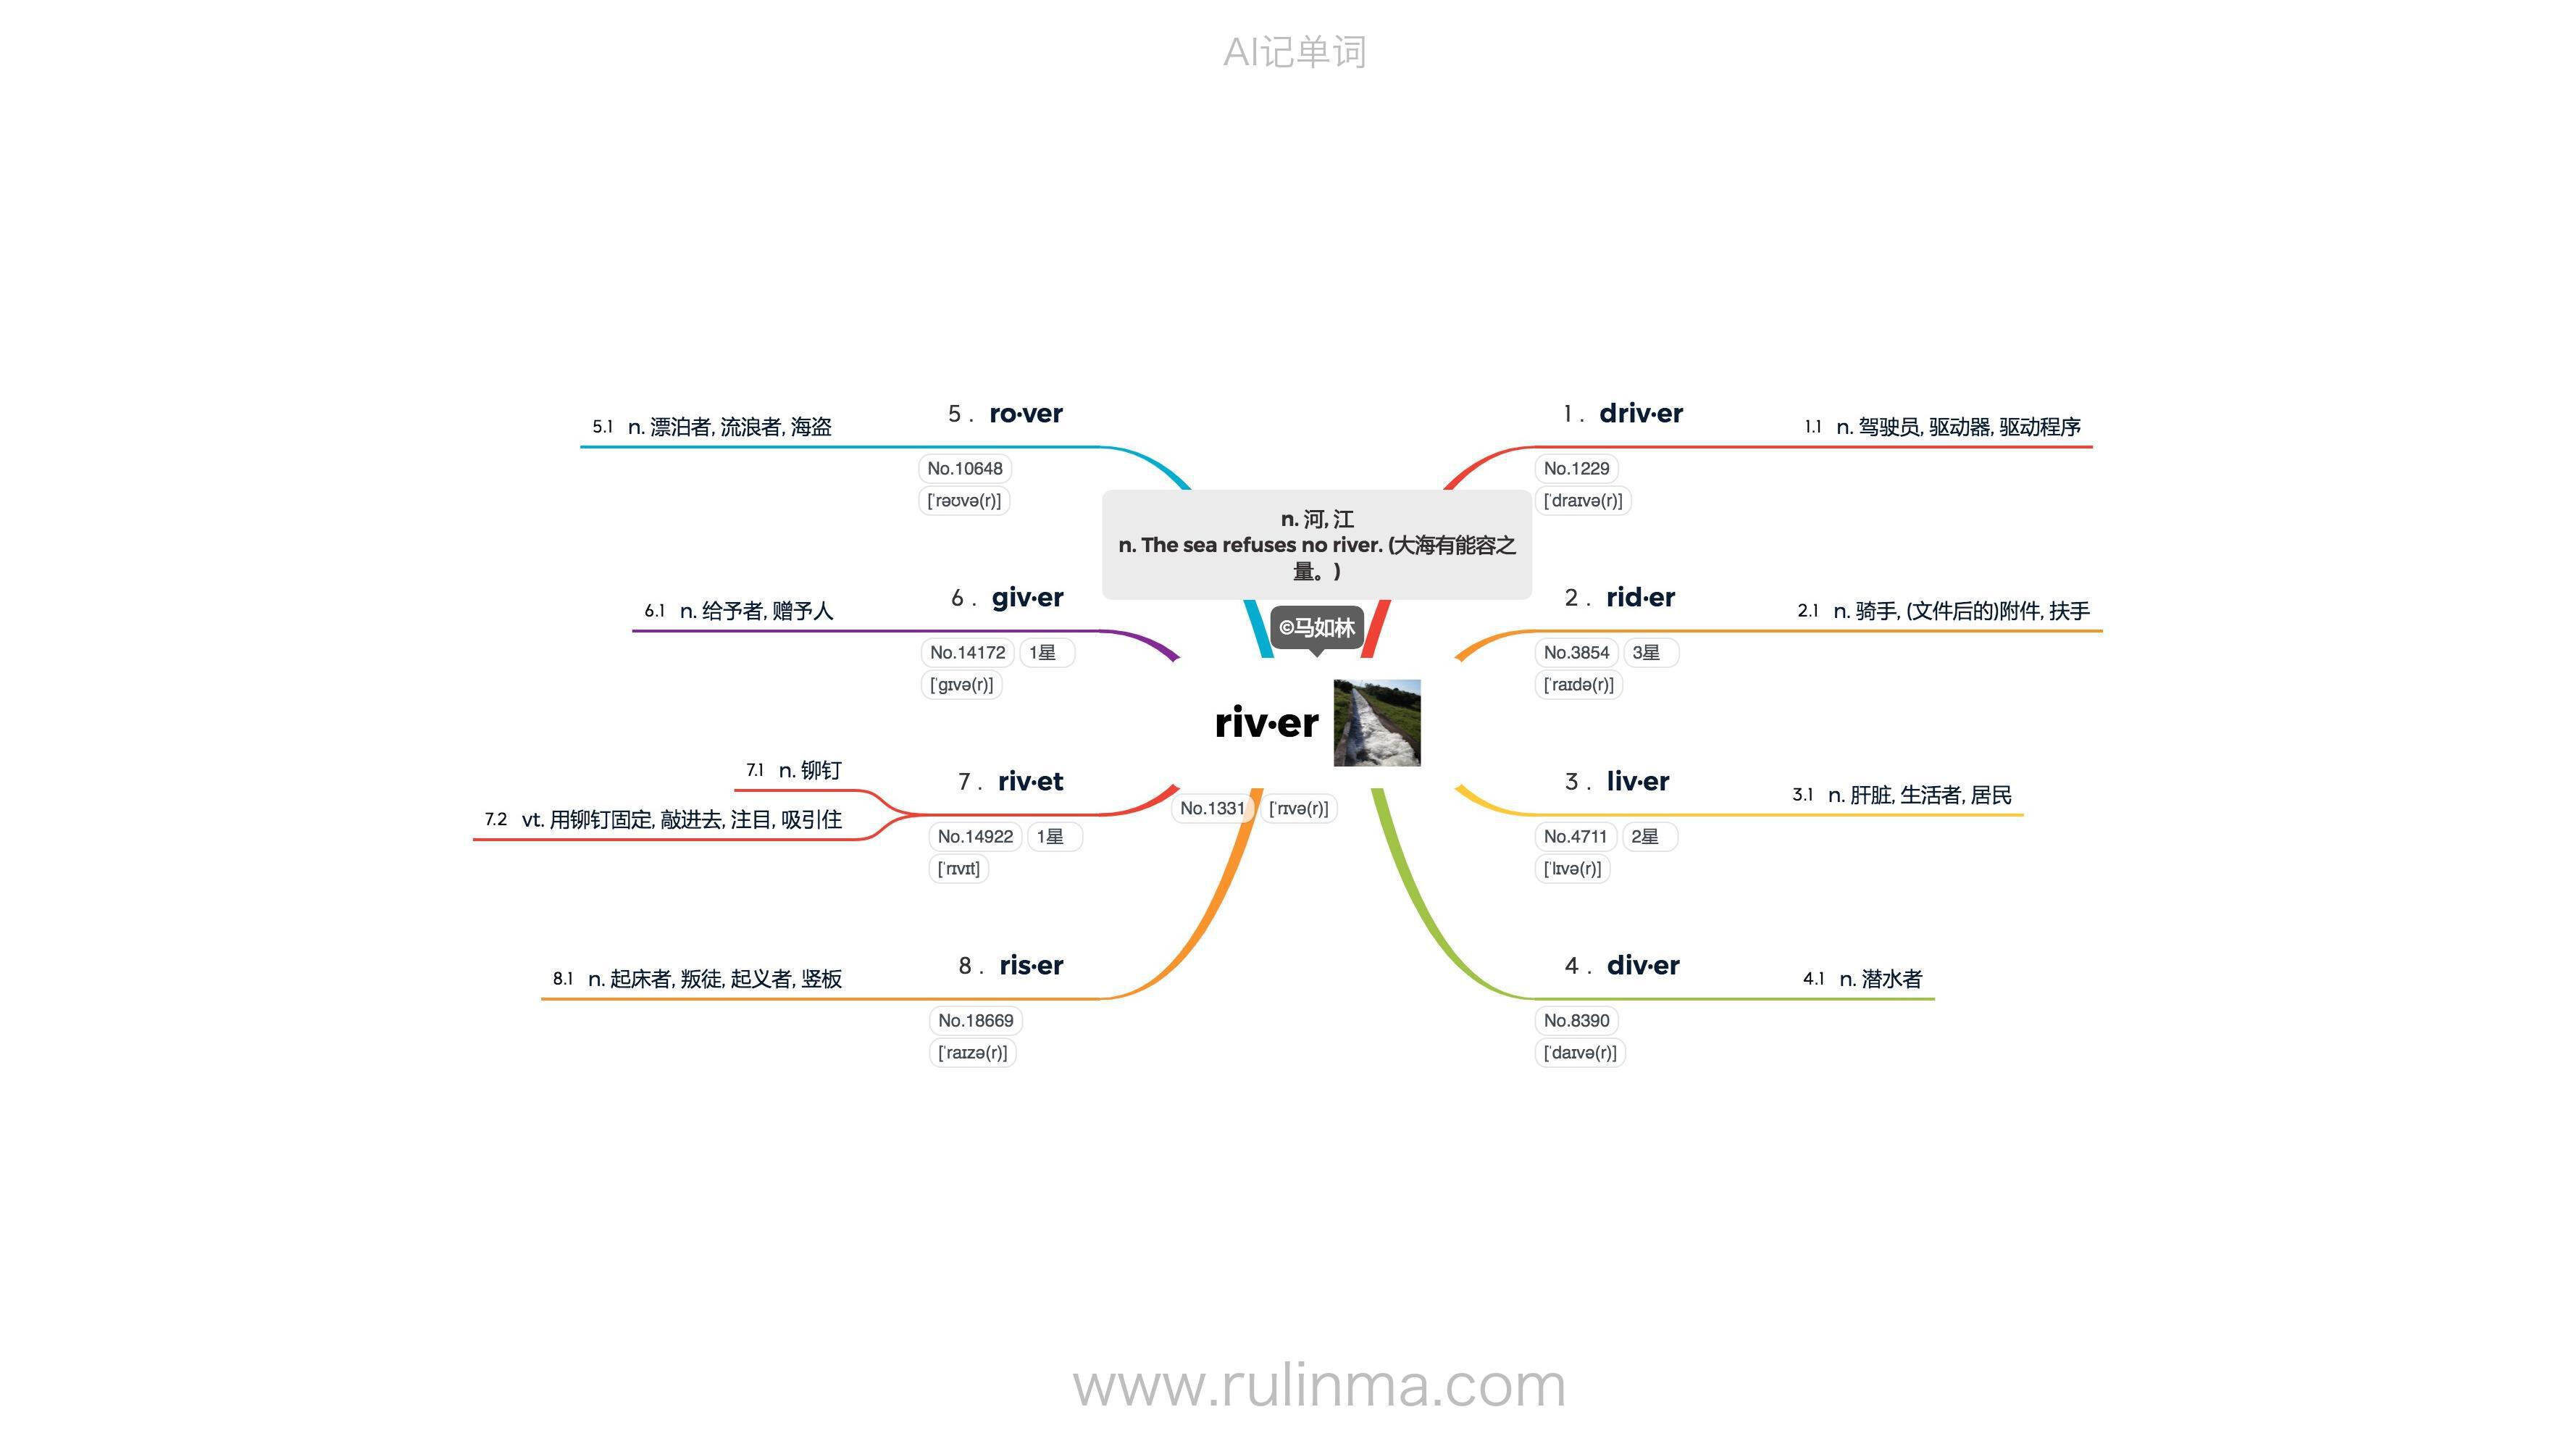 AI记单词
n. 河, 江
n. The sea refuses no river. (大海有能容之
量。)
©马如林
riv·er
No.1331 [ˈrɪvə(r)]
1 . driv·er
1.1 n. 驾驶员, 驱动器, 驱动程序
No.1229
[ˈdraɪvə(r)]
2 . rid·er
2.1 n. 骑手, (文件后的)附件, 扶手
No.3854 3星
[ˈraɪdə(r)]
3 . liv·er
3.1 n. 肝脏, 生活者, 居民
No.4711 2星
[ˈlɪvə(r)]
4 . div·er
4.1 n. 潜水者
No.8390
[ˈdaɪvə(r)]
5 . ro·ver
5.1 n. 漂泊者, 流浪者, 海盗
No.10648
[ˈrəʊvə(r)]
6 . giv·er
6.1 n. 给予者, 赠予人
No.14172 1星
[ˈgɪvə(r)]
7 . riv·et
7.1 n. 铆钉
7.2 vt. 用铆钉固定, 敲进去, 注目, 吸引住
No.14922 1星
[ˈrɪvɪt]
8 . ris·er
8.1 n. 起床者, 叛徒, 起义者, 竖板
No.18669
[ˈraɪzə(r)]
www.rulinma.com